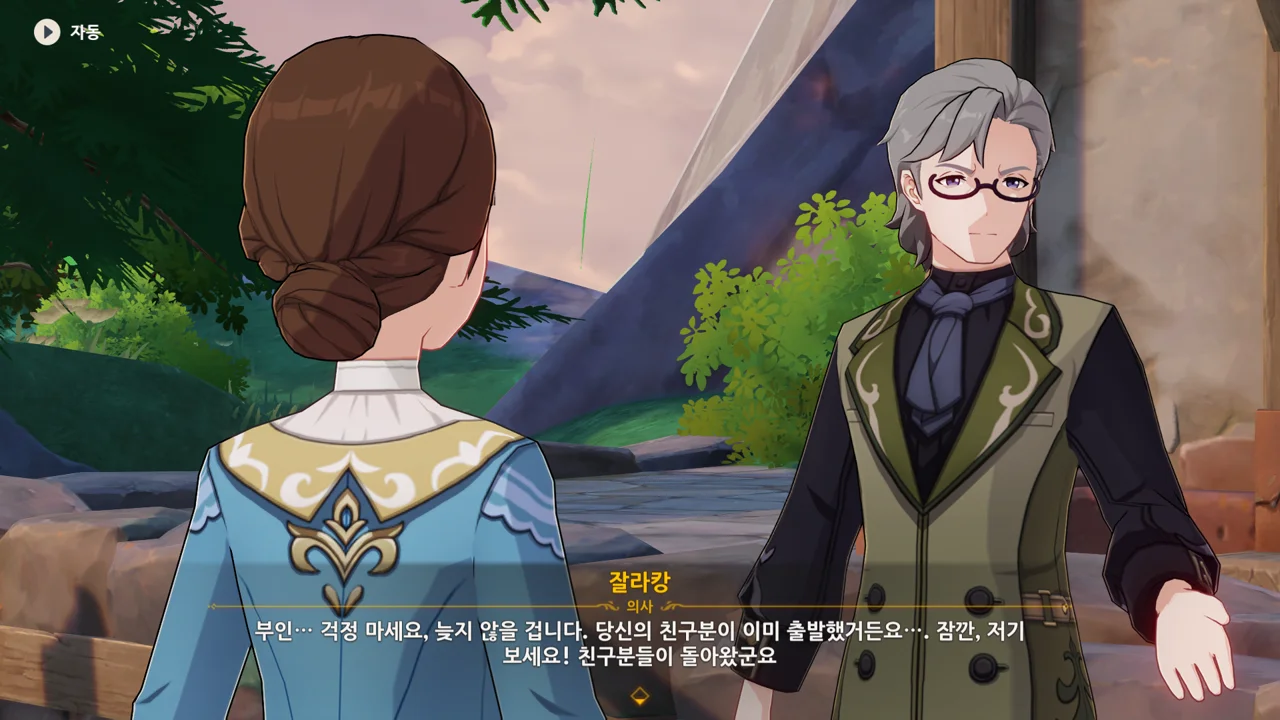 자동
잘라캉
의사
부인… 걱정 마세요, 늦지 않을 겁니다. 당신의 친구분이 이미 출발했거든요…. 잠깐, 저기
보세요! 친구분들이 돌아왔군요